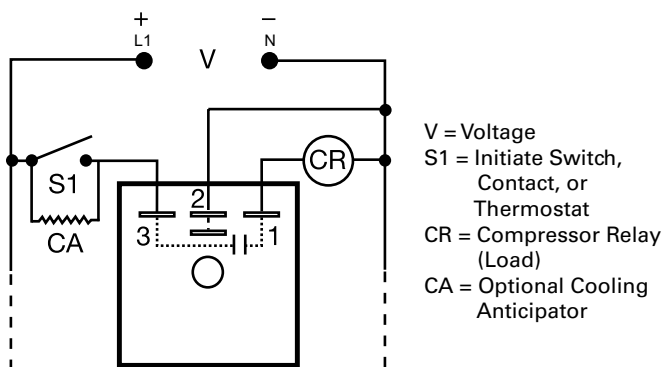 + −
L1 N
V
S1
CA
CR
2
3 1
V = Voltage
S1 = Initiate Switch,
Contact, or
Thermostat
CR = Compressor Relay
(Load)
CA = Optional Cooling
Anticipator